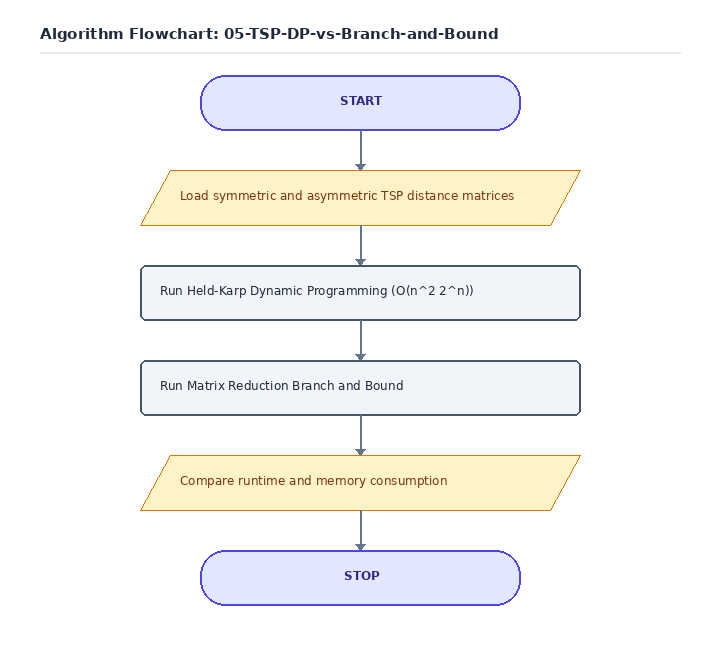 Algorithm Flowchart: 05-TSP-DP-vs-Branch-and-Bound
START
Load symmetric and asymmetric TSP distance matrices
Run Held-Karp Dynamic Programming (O(n^2 2^n))
Run Matrix Reduction Branch and Bound
Compare runtime and memory consumption
STOP